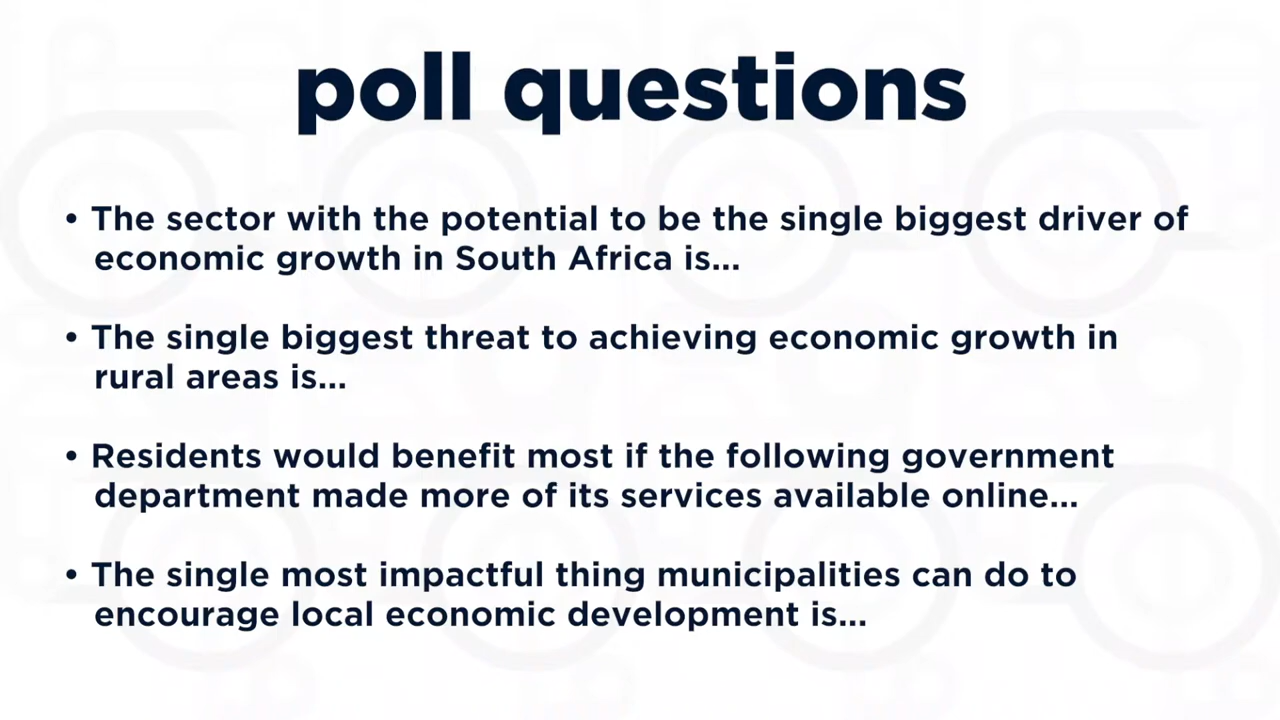 poll questions
• The sector with the potential to be the single biggest driver of
economic growth in South Africa is...
• The single biggest threat to achieving economic growth in
rural areas is...
• Residents would benefit most if the following government
department made more of its services available online...
• The single most impactful thing municipalities can do to
encourage local economic development is...